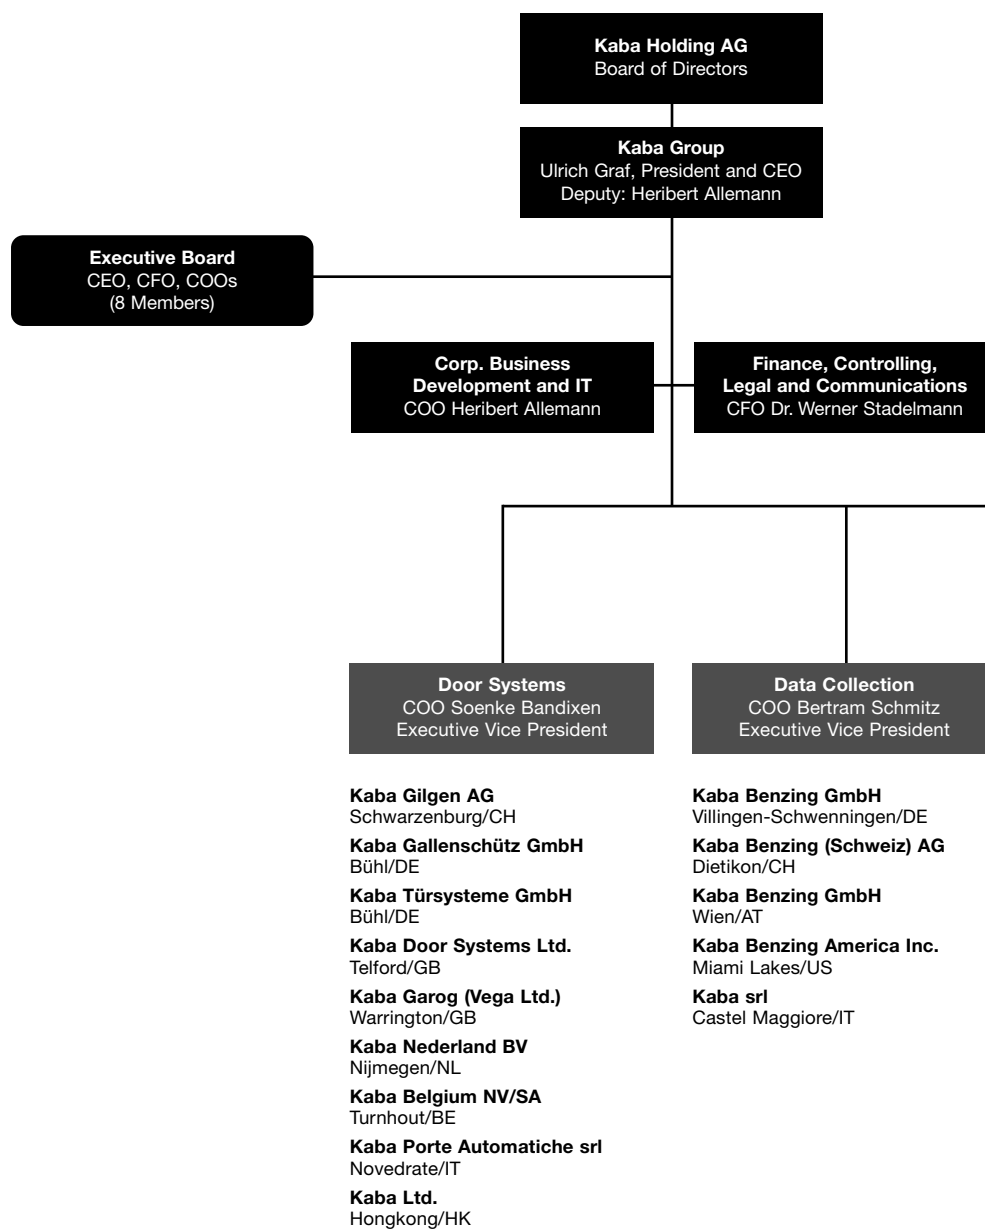 Kaba Holding AG
Board of Directors
Kaba Group
Ulrich Graf, President and CEO
Deputy: Heribert Allemann
Executive Board
CEO, CFO, COOs
(8 Members)
Corp. Business
Development and IT
COO Heribert Allemann
Finance, Controlling,
Legal and Communications
CFO Dr. Werner Stadelmann
Door Systems
COO Soenke Bandixen
Executive Vice President
Data Collection
COO Bertram Schmitz
Executive Vice President
Kaba Gilgen AG
Schwarzenburg/CH
Kaba Gallenschütz GmbH
Bühl/DE
Kaba Türsysteme GmbH
Bühl/DE
Kaba Door Systems Ltd.
Telford/GB
Kaba Garog (Vega Ltd.)
Warrington/GB
Kaba Nederland BV
Nijmegen/NL
Kaba Belgium NV/SA
Turnhout/BE
Kaba Porte Automatiche srl
Novedrate/IT
Kaba Ltd.
Hongkong/HK
Kaba Benzing GmbH
Villingen-Schwenningen/DE
Kaba Benzing (Schweiz) AG
Dietikon/CH
Kaba Benzing GmbH
Wien/AT
Kaba Benzing America Inc.
Miami Lakes/US
Kaba srl
Castel Maggiore/IT